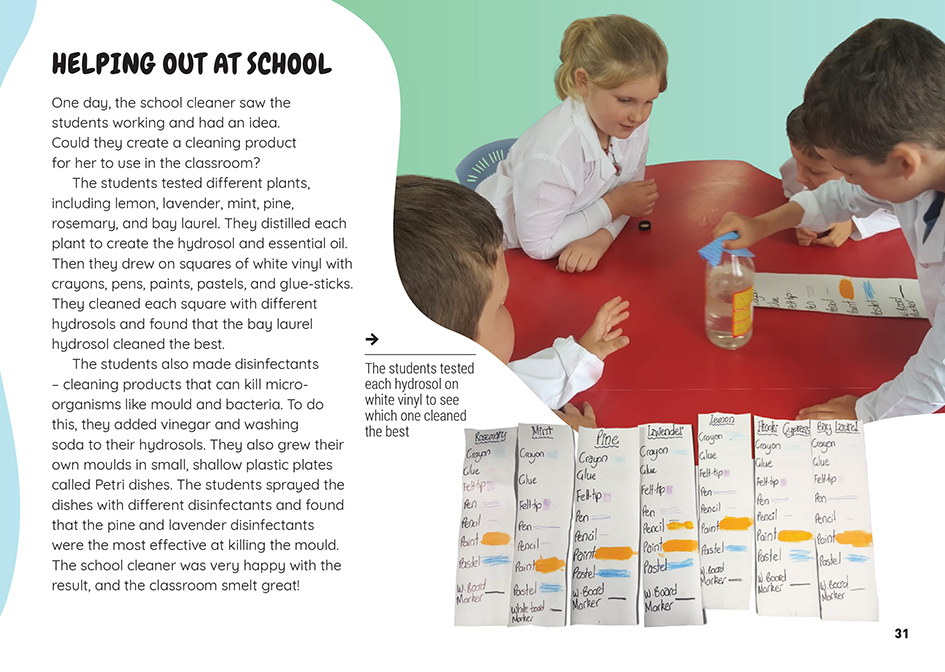 HELPING OUT AT SCHOOL
One day, the school cleaner saw the
students working and had an idea.
Could they create a cleaning product
for her to use in the classroom?
The students tested different plants,
including lemon, lavender, mint, pine,
rosemary, and bay laurel. They distilled each
plant to create the hydrosol and essential oil.
Then they drew on squares of white vinyl with
crayons, pens, paints, pastels, and glue-sticks.
They cleaned each square with different
hydrosols and found that the bay laurel
hydrosol cleaned the best.
The students also made disinfectants
– cleaning products that can kill micro-
organisms like mould and bacteria. To do
this, they added vinegar and washing
soda to their hydrosols. They also grew their
own moulds in small, shallow plastic plates
called Petri dishes. The students sprayed the
dishes with different disinfectants and found
that the pine and lavender disinfectants
were the most effective at killing the mould.
The school cleaner was very happy with the
result, and the classroom smelt great!
→
The students tested
each hydrosol on
white vinyl to see
which one cleaned
the best
Rosemary
Crayon
Glue
Felt-tip
Pen
Pencil
Paint
Pastel
W-Board
Marker
Mint
Crayon
Glue
Felt-tip
Pen
Pencil
Paint
Pastel
White-board
Marker
Pine
Crayon
Glue
Felt-tip
Pen
Pencil
Paint
Pastel
W-Board
Marker
Lavender
Crayon
Glue
Felt-tip
Pen
Pencil
Paint
Pastel
W-Board
Marker
Lemon
Crayon
Glue
Felt-tip
Pen
Pencil
Paint
Pastel
W-Board
Marker
Cypress
Crayon
Glue
Felt-tip
Pen
Pencil
Paint
Pastel
W-Board
Marker
Bay Laurel
Crayon
Glue
Felt-tip
Pen
Pencil
Paint
Pastel
W-Board
Marker
31